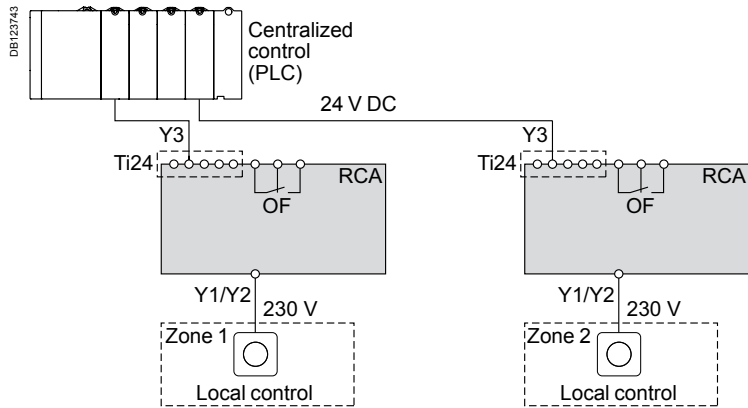 DB123743
Centralized
control
(PLC)
24 V DC
Y3
Y3
Ti24
RCA
OF
Ti24
RCA
OF
Y1/Y2
230 V
Y1/Y2
230 V
Zone 1
Local control
Zone 2
Local control